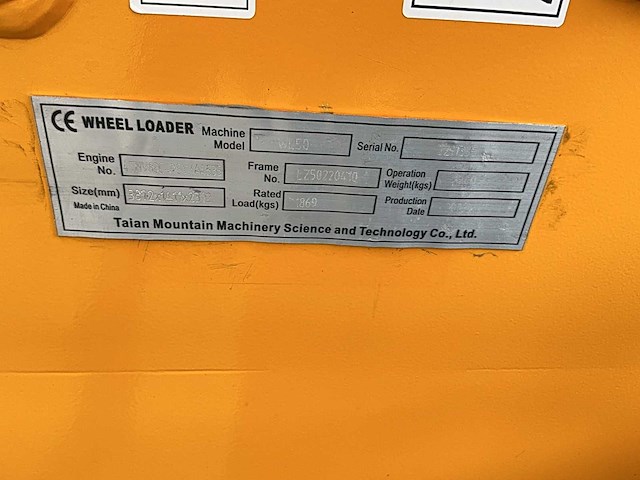 CE WHEEL LOADER Machine Model Serial No.
Engine No. Frame No. LZ50220410 Operation Weight(kgs)
Size(mm) Rated Load(kgs) Production Date
Made in China
Taian Mountain Machinery Science and Technology Co., Ltd.